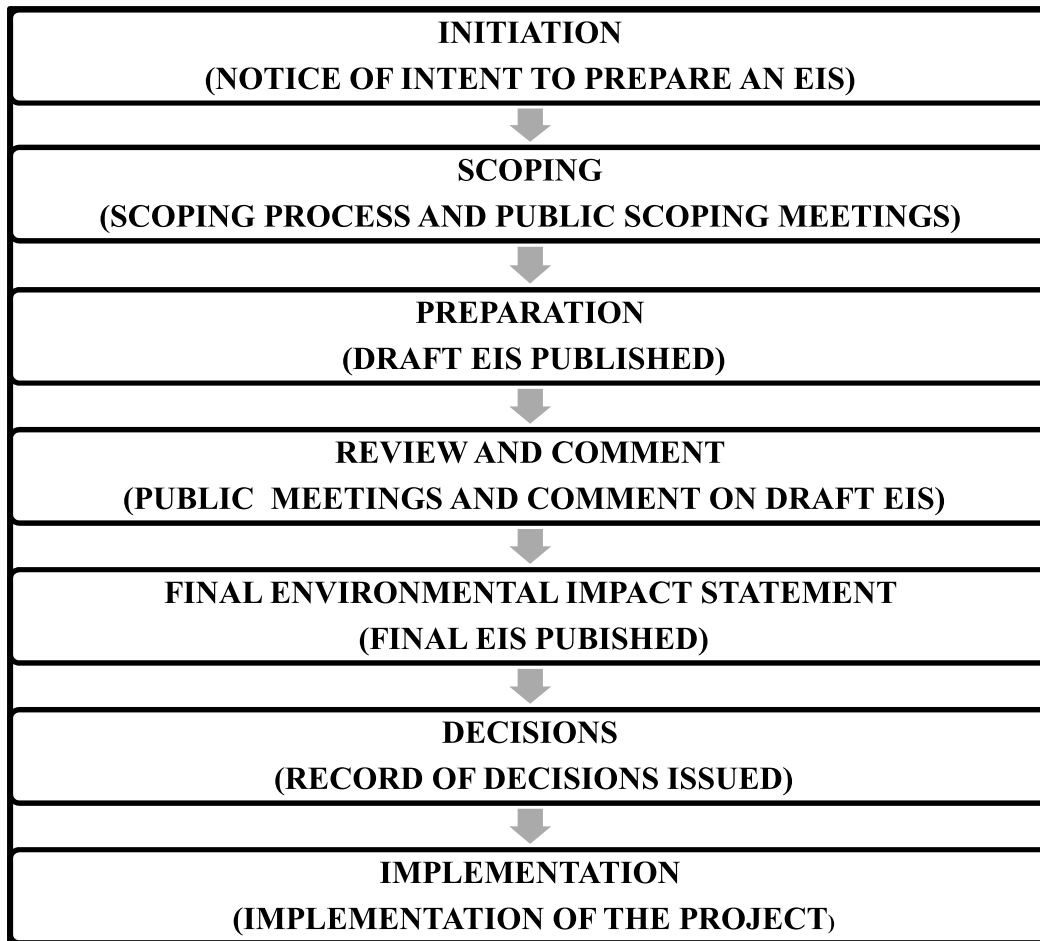 INITIATION
(NOTICE OF INTENT TO PREPARE AN EIS)
SCOPING
(SCOPING PROCESS AND PUBLIC SCOPING MEETINGS)
PREPARATION
(DRAFT EIS PUBLISHED)
REVIEW AND COMMENT
(PUBLIC  MEETINGS AND COMMENT ON DRAFT EIS)
FINAL ENVIRONMENTAL IMPACT STATEMENT
(FINAL EIS PUBISHED)
DECISIONS
(RECORD OF DECISIONS ISSUED)
IMPLEMENTATION
(IMPLEMENTATION OF THE PROJECT)